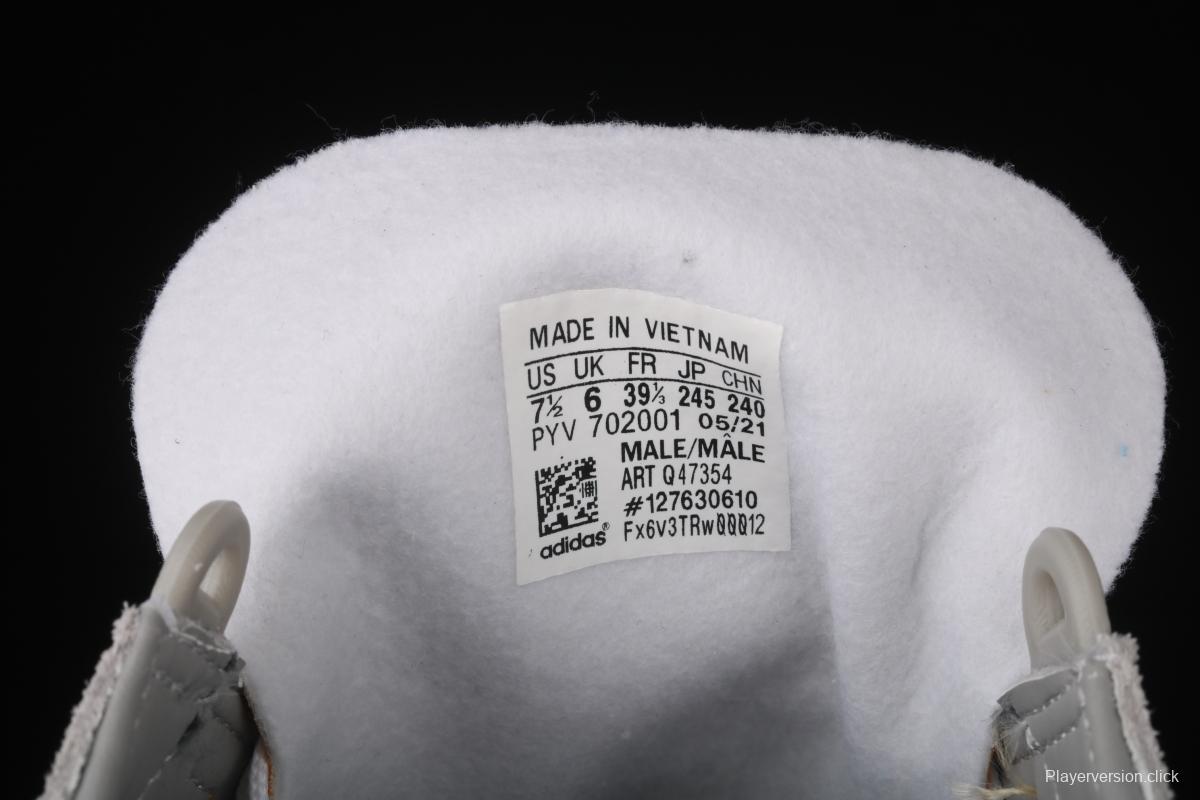 MADE IN VIETNAM
US UK FR JP CHN
7½ 6 39⅓ 245 240
PYV 702001 05/21
MALE/MÂLE
ART Q47354
#127630610
Fx6V3TRw00012
adidas®
Playerversion.click